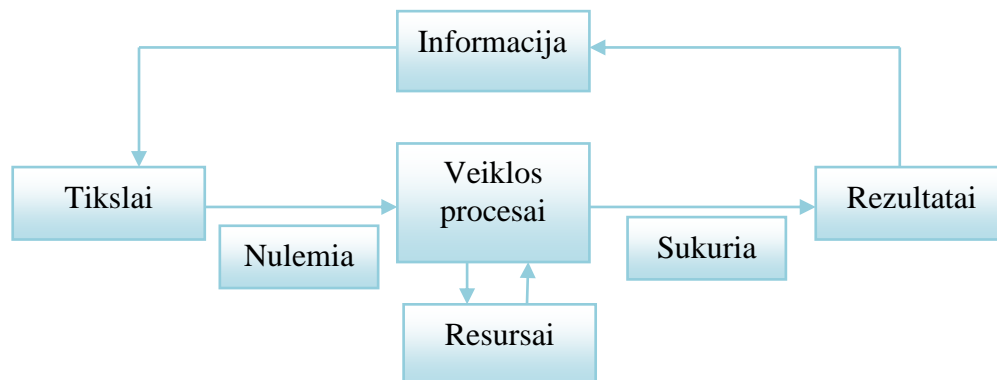 Informacija
Tikslai
Veiklos
procesai
Rezultatai
Nulemia
Sukuria
Resursai